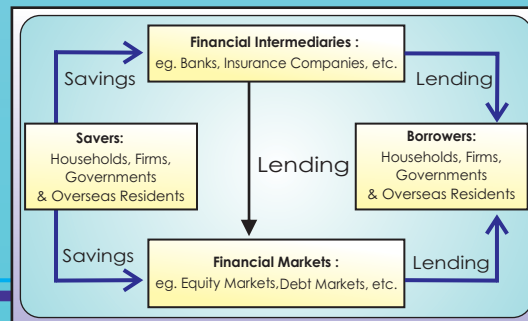 Financial Intermediaries :
eg. Banks, Insurance Companies, etc.
Savings
Lending
Savers:
Households, Firms,
Governments
& Overseas Residents
Lending
Borrowers:
Households, Firms,
Governments
& Overseas Residents
Savings
Financial Markets :
eg. Equity Markets,Debt Markets, etc.
Lending